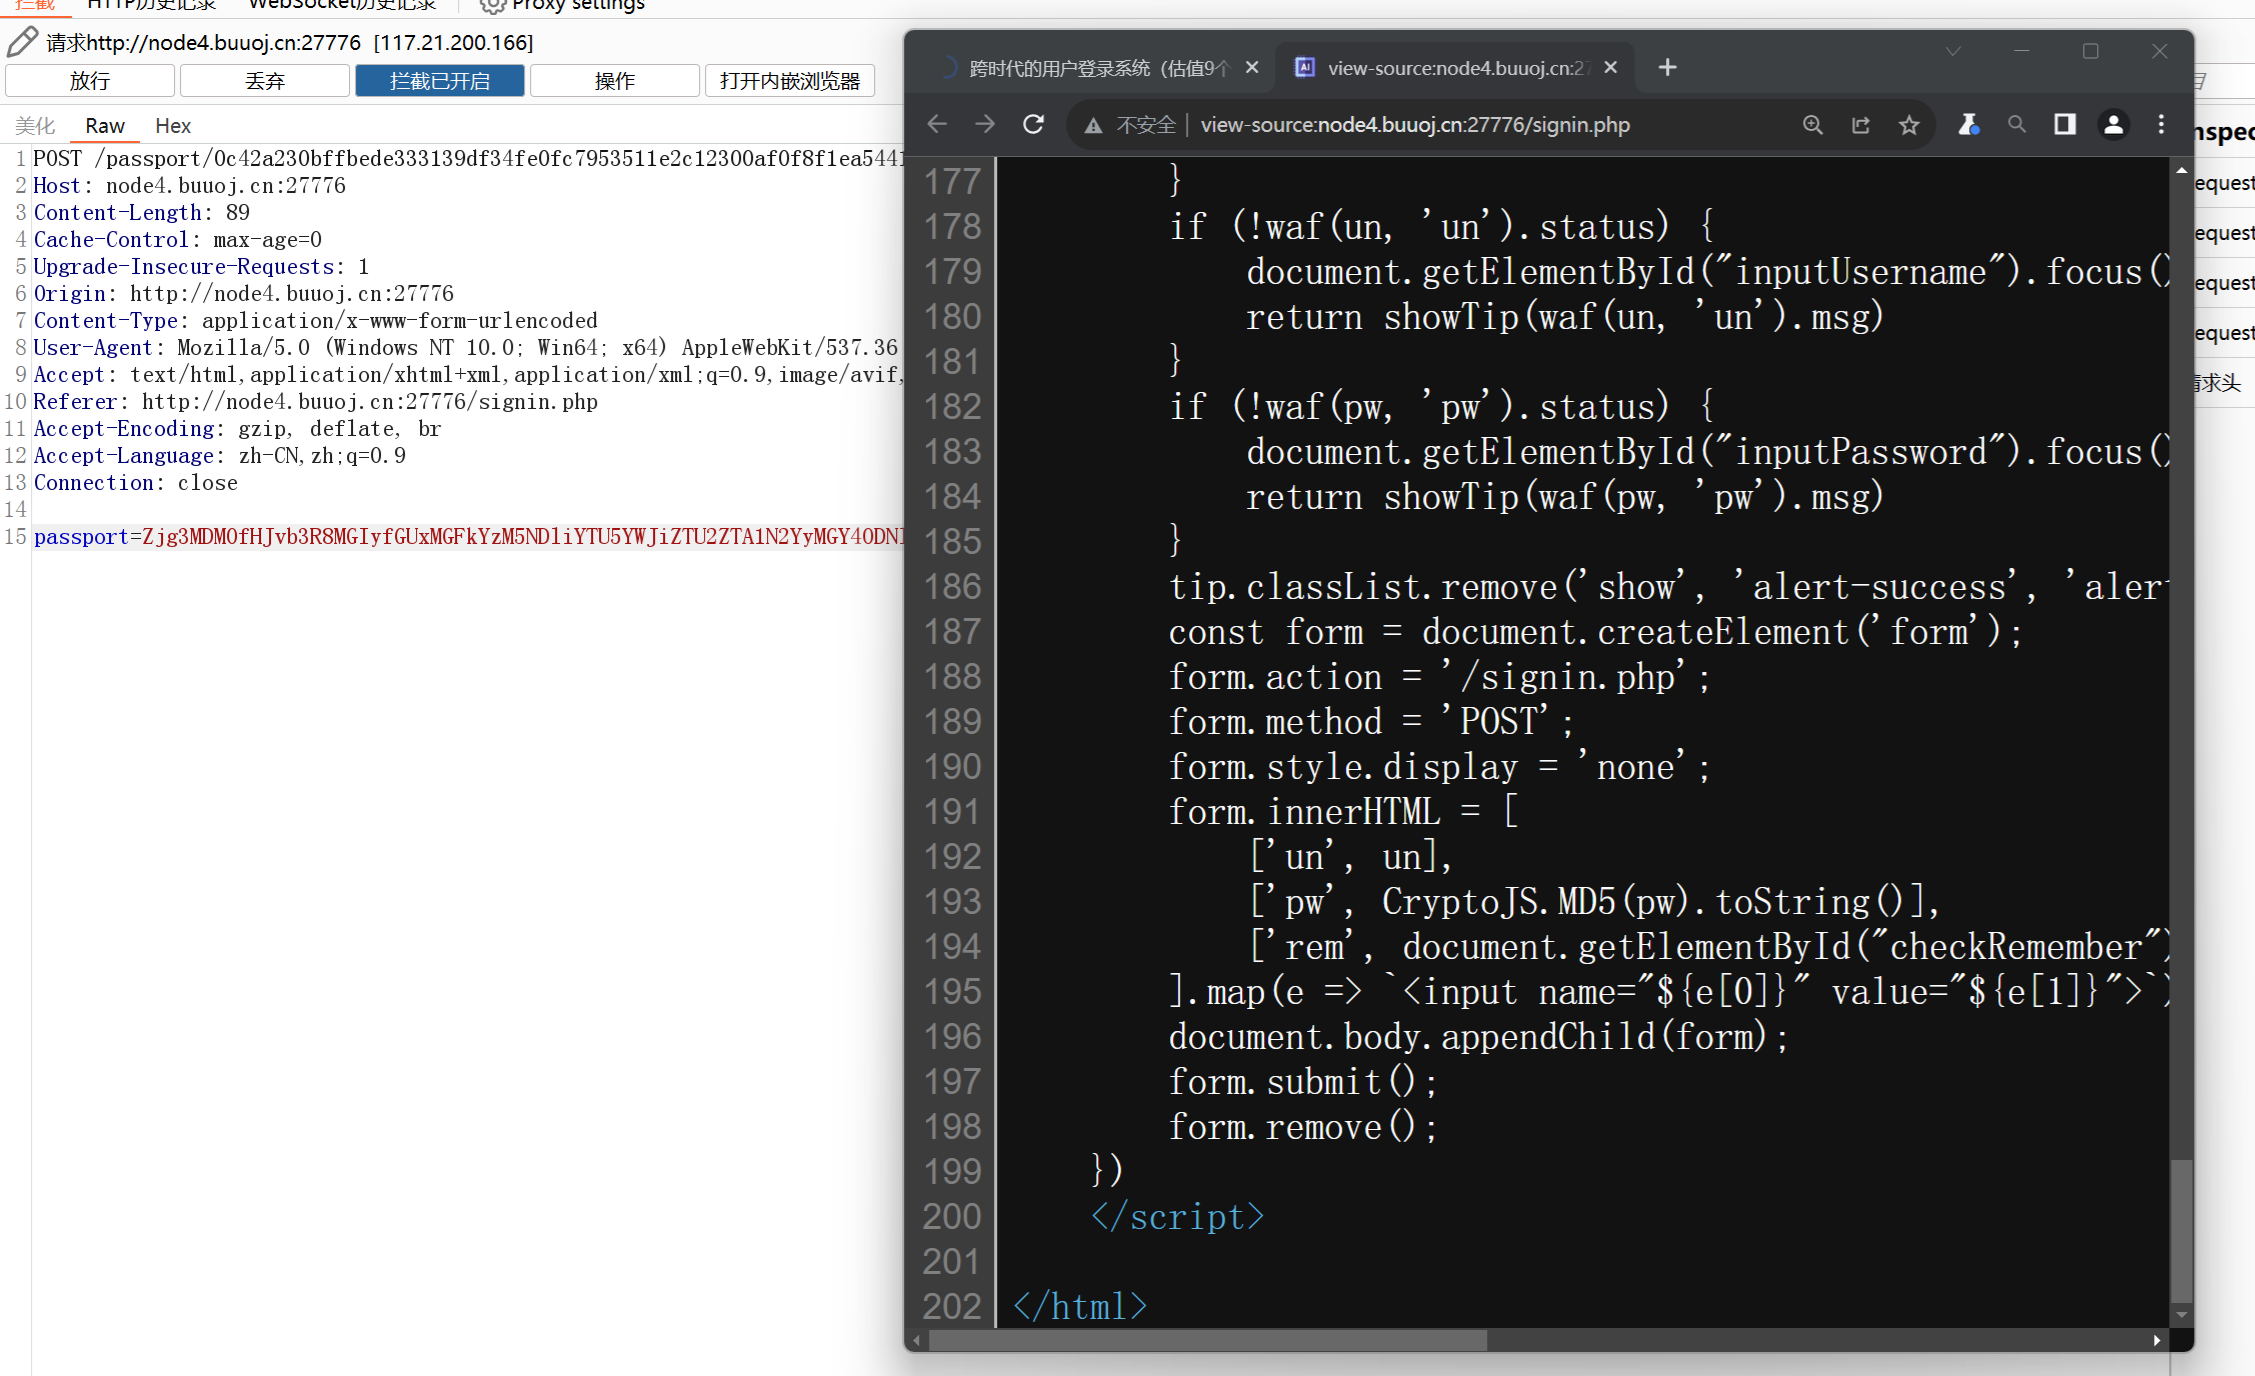 拦截 HTTP历史记录 WebSocket历史记录 Proxy settings
请求http://node4.buuoj.cn:27776 [117.21.200.166]
放行 丢弃 拦截已开启 操作 打开内嵌浏览器
美化 Raw Hex
1 POST /passport/0c42a230bffbede333139df34fe0fc7953511e2c12300af0f8f1ea5441
2 Host: node4.buuoj.cn:27776
3 Content-Length: 89
4 Cache-Control: max-age=0
5 Upgrade-Insecure-Requests: 1
6 Origin: http://node4.buuoj.cn:27776
7 Content-Type: application/x-www-form-urlencoded
8 User-Agent: Mozilla/5.0 (Windows NT 10.0; Win64; x64) AppleWebKit/537.36
9 Accept: text/html,application/xhtml+xml,application/xml;q=0.9,image/avif,
10 Referer: http://node4.buuoj.cn:27776/signin.php
11 Accept-Encoding: gzip, deflate, br
12 Accept-Language: zh-CN,zh;q=0.9
13 Connection: close
14
15 passport=Zjg3MDM0fHJvb3R8MGIyfGUxMGFkYzM5NDliYTU5YWJiZTU2ZTA1N2YyMGY4ODN
跨时代的用户登录系统（估值9个
view-source:node4.buuoj.cn:27
不安全 view-source:node4.buuoj.cn:27776/signin.php
177 }
178 if (!waf(un, 'un').status) {
179 document.getElementById("inputUsername").focus()
180 return showTip(waf(un, 'un').msg)
181 }
182 if (!waf(pw, 'pw').status) {
183 document.getElementById("inputPassword").focus()
184 return showTip(waf(pw, 'pw').msg)
185 }
186 tip.classList.remove('show', 'alert-success', 'alert
187 const form = document.createElement('form');
188 form.action = '/signin.php';
189 form.method = 'POST';
190 form.style.display = 'none';
191 form.innerHTML = [
192 ['un', un],
193 ['pw', CryptoJS.MD5(pw).toString()],
194 ['rem', document.getElementById("checkRemember")
195 ].map(e => `<input name="${e[0]}" value="${e[1]}">`)
196 document.body.appendChild(form);
197 form.submit();
198 form.remove();
199 })
200 </script>
201
202 </html>
nspec
equest
equest
equest
equest
请求头